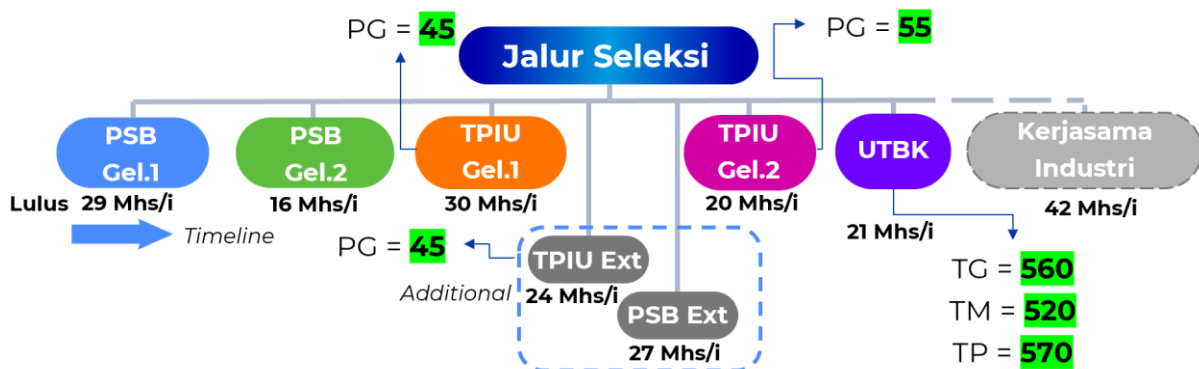 PG = 45
PG = 55
Jalur Seleksi
PSB
Gel.1
PSB
Gel.2
TPIU
Gel.1
TPIU
Gel.2
UTBK
Kerjasama
Industri
Lulus
29 Mhs/i
16 Mhs/i
30 Mhs/i
20 Mhs/i
21 Mhs/i
42 Mhs/i
Timeline
PG = 45
TPIU Ext
Additional
24 Mhs/i
PSB Ext
27 Mhs/i
TG = 560
TM = 520
TP = 570